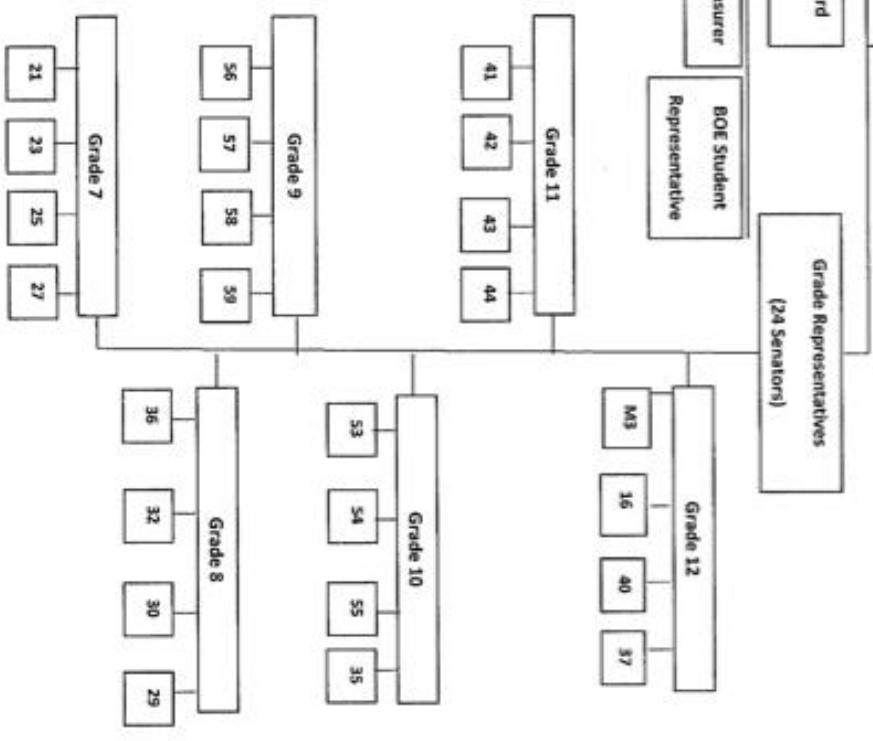 rd
Grade Representatives
(24 Senators)
surer
BOE Student
Representative
Grade 12
M3 16 40 37
Grade 11
41 42 43 44
Grade 10
53 54 55 35
Grade 9
56 57 58 59
Grade 8
36 32 30 29
Grade 7
21 23 25 27